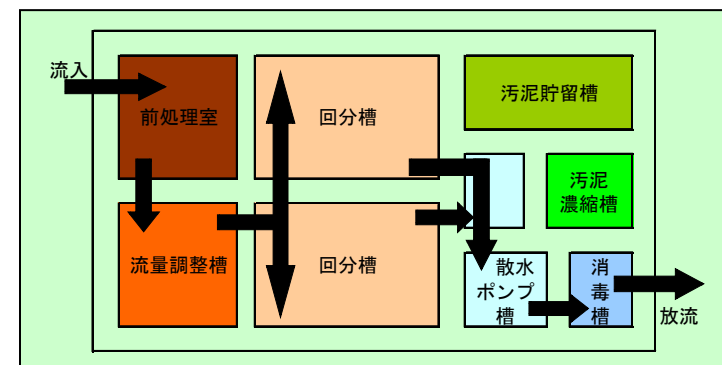 流入
前処理室
回分槽
汚泥貯留槽
汚泥
濃縮槽
流量調整槽
回分槽
散水
ポンプ
槽
消
毒
槽
放流